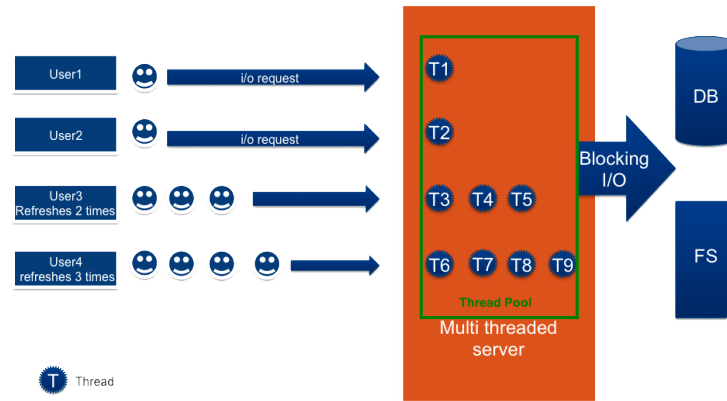 User1
i/o request
T1
User2
i/o request
T2
User3
Refreshes 2 times
T3 T4 T5
User4
refreshes 3 times
T6 T7 T8 T9
Thread Pool
Multi threaded
server
Blocking
I/O
DB
FS
T Thread